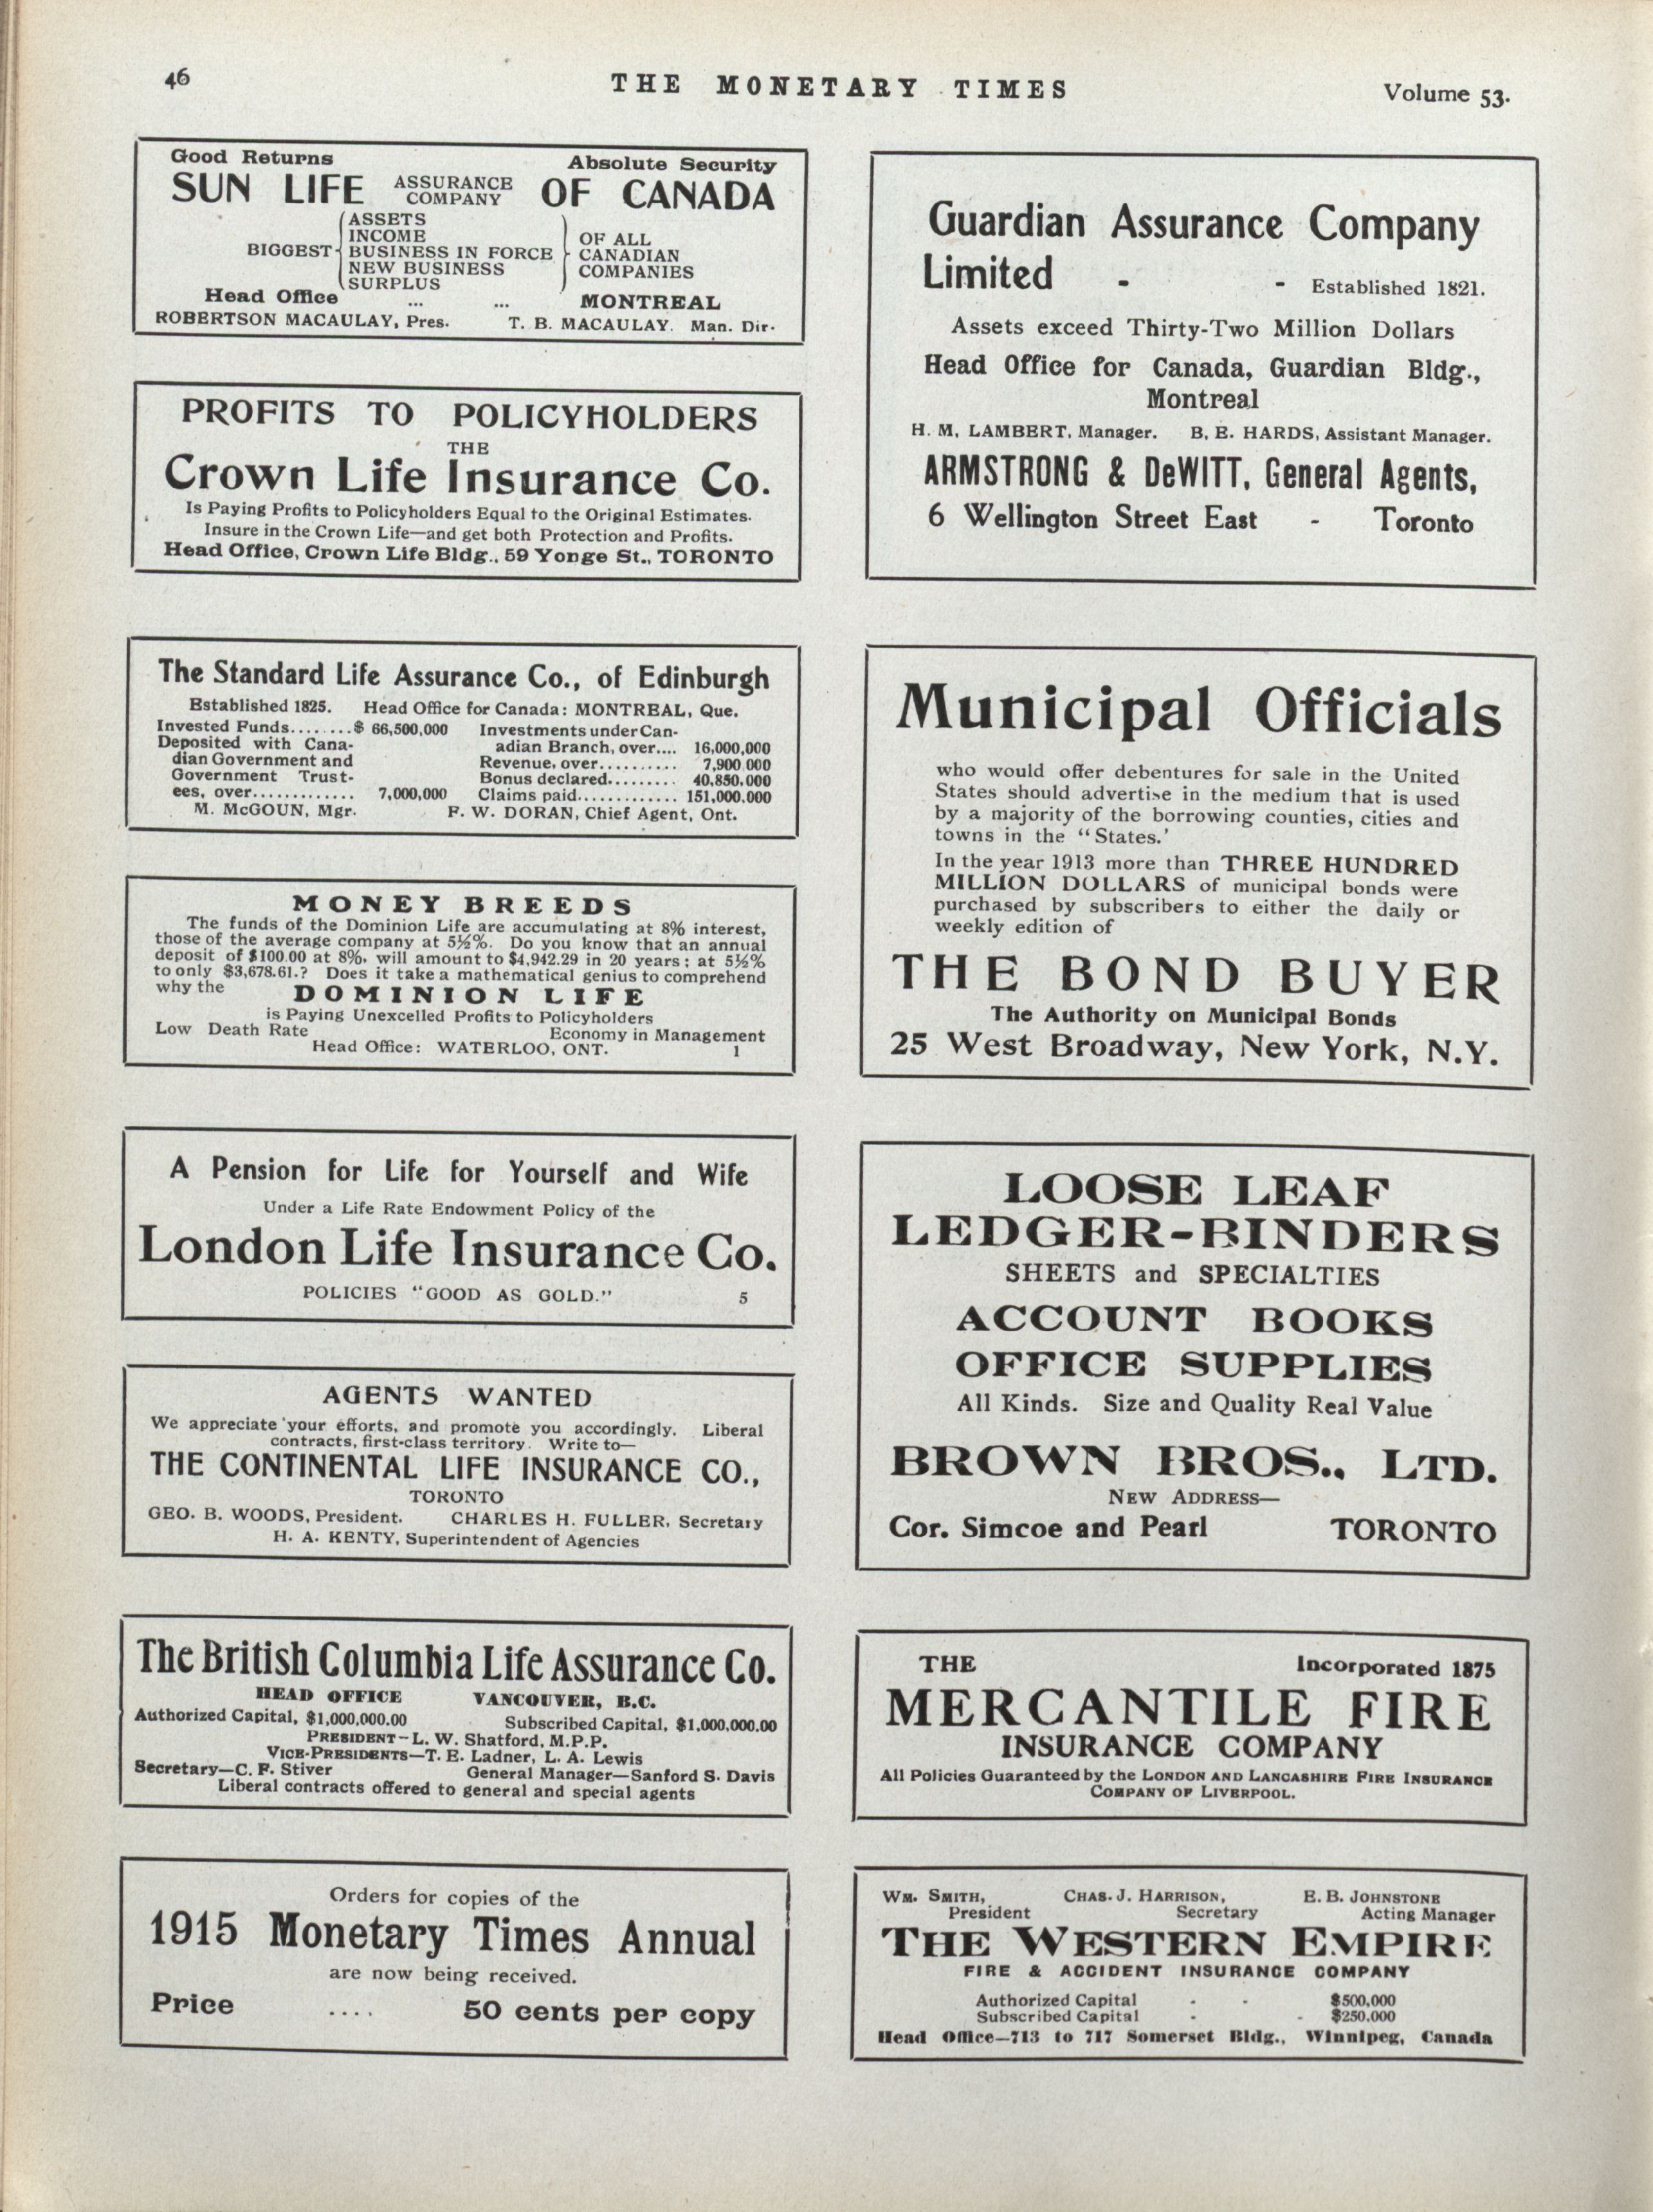 46
THE MONETARY TIMES
Volume 53.
Good Returns Absolute Security
SUN LIFE ASSURANCE COMPANY OF CANADA
BIGGEST
ASSETS
INCOME
BUSINESS IN FORCE
NEW BUSINESS
SURPLUS
OF ALL
CANADIAN
COMPANIES
Head Office ... ... MONTREAL
ROBERTSON MACAULAY, Pres. T. B. MACAULAY. Man. Dir.
PROFITS TO POLICYHOLDERS
THE
Crown Life Insurance Co.
Is Paying Profits to Policyholders Equal to the Original Estimates.
Insure in the Crown Life—and get both Protection and Profits.
Head Office, Crown Life Bldg., 59 Yonge St., TORONTO
The Standard Life Assurance Co., of Edinburgh
Established 1825. Head Office for Canada: MONTREAL, Que.
Invested Funds........$ 66,500,000
Deposited with Cana-
dian Government and
Government Trust-
ees, over............. 7,000,000
Investments under Can-
adian Branch, over.... 16,000,000
Revenue, over.......... 7,900,000
Bonus declared......... 40,850,000
Claims paid............. 151,000,000
M. McGOUN, Mgr. F. W. DORAN, Chief Agent, Ont.
MONEY BREEDS
The funds of the Dominion Life are accumulating at 8% interest,
those of the average company at 5½%. Do you know that an annual
deposit of $100.00 at 8%, will amount to $4,942.29 in 20 years; at 5½%
to only $3,678.61.? Does it take a mathematical genius to comprehend
why the
DOMINION LIFE
is Paying Unexcelled Profits to Policyholders
Low Death Rate Economy in Management
Head Office: WATERLOO, ONT. 1
A Pension for Life for Yourself and Wife
Under a Life Rate Endowment Policy of the
London Life Insurance Co.
POLICIES "GOOD AS GOLD." 5
AGENTS WANTED
We appreciate your efforts, and promote you accordingly. Liberal
contracts, first-class territory. Write to—
THE CONTINENTAL LIFE INSURANCE CO.,
TORONTO
GEO. B. WOODS, President. CHARLES H. FULLER, Secretary
H. A. KENTY, Superintendent of Agencies
The British Columbia Life Assurance Co.
HEAD OFFICE VANCOUVER, B.C.
Authorized Capital, $1,000,000.00 Subscribed Capital, $1,000,000.00
PRESIDENT—L. W. Shatford, M.P.P.
VICE-PRESIDENTS—T. E. Ladner, L. A. Lewis
Secretary—C. F. Stiver General Manager—Sanford S. Davis
Liberal contracts offered to general and special agents
Orders for copies of the
1915 Monetary Times Annual
are now being received.
Price .... 50 cents per copy
Guardian Assurance Company
Limited - - Established 1821.
Assets exceed Thirty-Two Million Dollars
Head Office for Canada, Guardian Bldg.,
Montreal
H. M. LAMBERT, Manager. B. E. HARDS, Assistant Manager.
ARMSTRONG & DeWITT, General Agents,
6 Wellington Street East - Toronto
Municipal Officials
who would offer debentures for sale in the United
States should advertise in the medium that is used
by a majority of the borrowing counties, cities and
towns in the "States.'
In the year 1913 more than THREE HUNDRED
MILLION DOLLARS of municipal bonds were
purchased by subscribers to either the daily or
weekly edition of
THE BOND BUYER
The Authority on Municipal Bonds
25 West Broadway, New York, N.Y.
LOOSE LEAF
LEDGER-BINDERS
SHEETS and SPECIALTIES
ACCOUNT BOOKS
OFFICE SUPPLIES
All Kinds. Size and Quality Real Value
BROWN BROS., LTD.
NEW ADDRESS—
Cor. Simcoe and Pearl TORONTO
THE Incorporated 1875
MERCANTILE FIRE
INSURANCE COMPANY
All Policies Guaranteed by the LONDON AND LANCASHIRE FIRE INSURANCE
COMPANY OF LIVERPOOL.
WM. SMITH, CHAS. J. HARRISON, E. B. JOHNSTONE
President Secretary Acting Manager
THE WESTERN EMPIRE
FIRE & ACCIDENT INSURANCE COMPANY
Authorized Capital - - $500,000
Subscribed Capital - - $250,000
Head Office—713 to 717 Somerset Bldg., Winnipeg, Canada